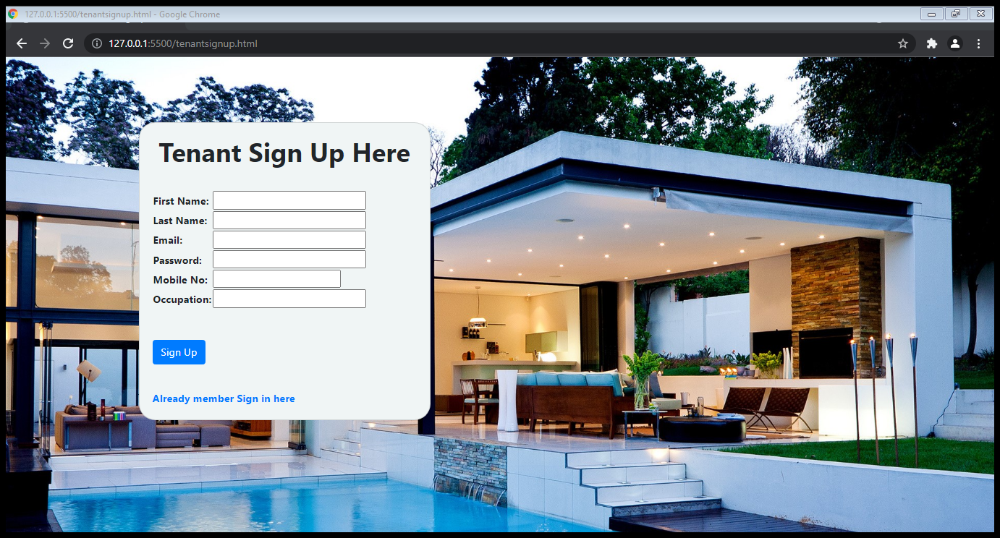 127.0.0.1:5500/tenantsignup.html - Google Chrome
127.0.0.1:5500/tenantsignup.html
Tenant Sign Up Here
First Name:
Last Name:
Email:
Password:
Mobile No:
Occupation:
Sign Up
Already member Sign in here